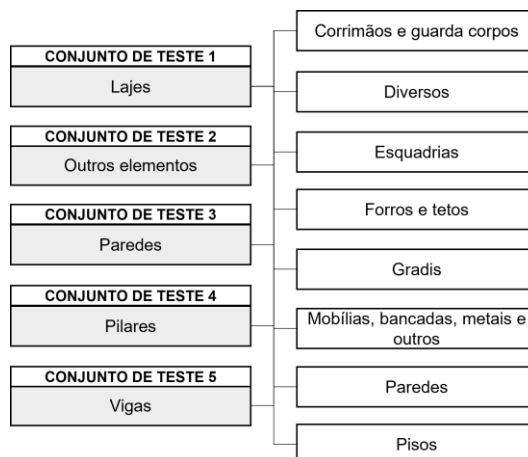 CONJUNTO DE TESTE 1
Lajes
CONJUNTO DE TESTE 2
Outros elementos
CONJUNTO DE TESTE 3
Paredes
CONJUNTO DE TESTE 4
Pilares
CONJUNTO DE TESTE 5
Vigas
Corrimãos e guarda corpos
Diversos
Esquadrias
Forros e tetos
Gradis
Mobílias, bancadas, metais e
outros
Paredes
Pisos